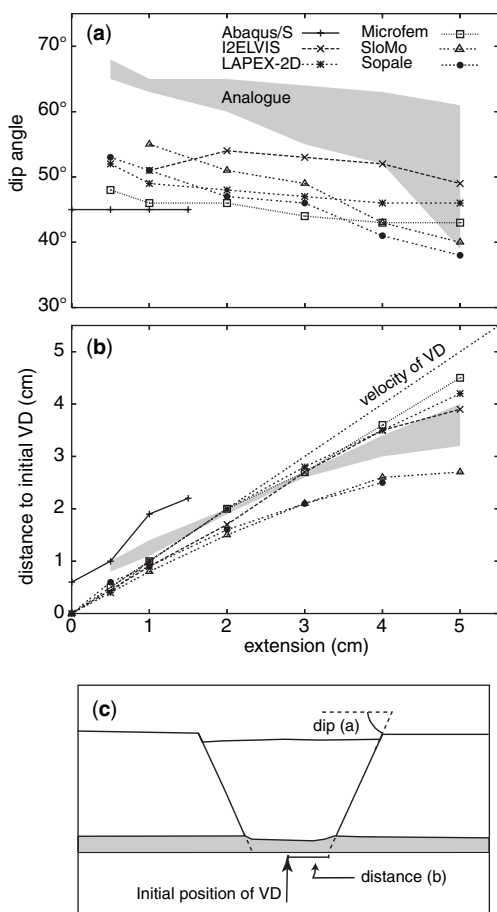 (a)
Abaqus/S
I2ELVIS
LAPEX-2D
Microfem
SloMo
Sopale
Analogue
70°
60°
50°
40°
30°
dip angle
(b)
velocity of VD
5
4
3
2
1
0
distance to initial VD (cm)
0 1 2 3 4 5
extension (cm)
(c)
dip (a)
distance (b)
Initial position of VD